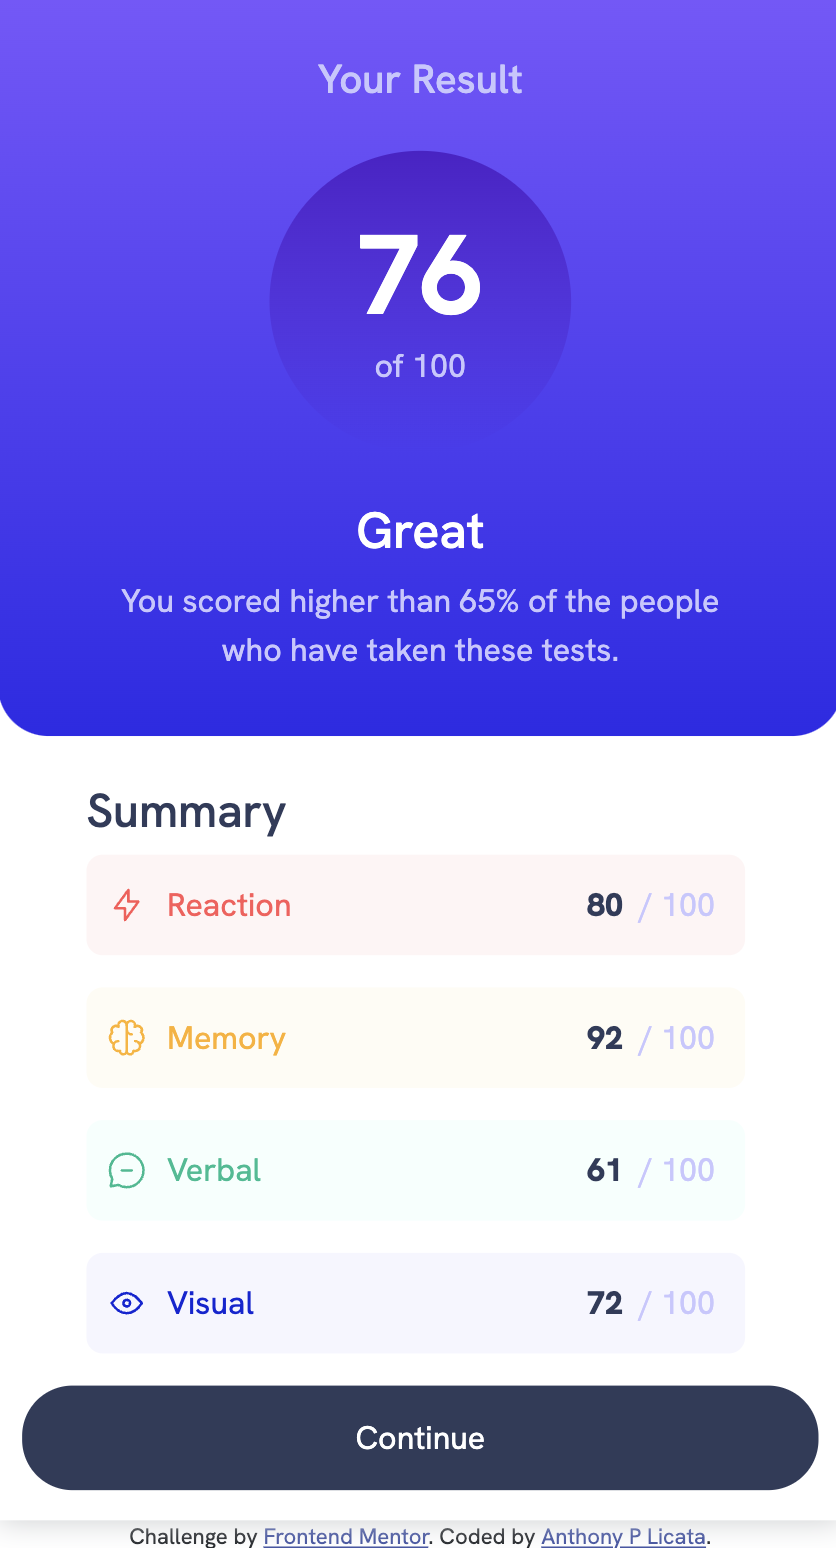 Your Result
76
of 100
Great
You scored higher than 65% of the people
who have taken these tests.
Summary
Reaction 80 / 100
Memory 92 / 100
Verbal 61 / 100
Visual 72 / 100
Continue
Challenge by Frontend Mentor. Coded by Anthony P Licata.